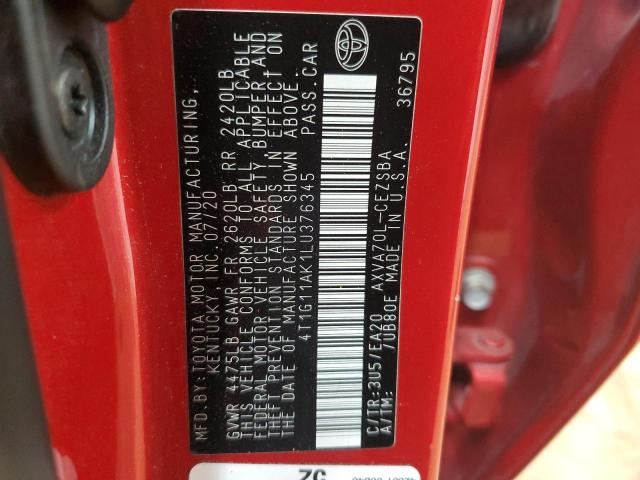 MFD.BY:TOYOTA MOTOR MANUFACTURING,
KENTUCKY, INC. 07/20
GVWR 4475LB GAWR FR 2620LB RR 2420LB
THIS VEHICLE CONFORMS TO ALL APPLICABLE
FEDERAL MOTOR VEHICLE SAFETY, BUMPER, AND
THEFT PREVENTION STANDARDS IN EFFECT ON
THE DATE OF MANUFACTURE SHOWN ABOVE.
4T1G11AK1LU376345 PASS.CAR
C/TR:3U5/EA20 AXVA70L-CEZSBA
A/TM: 7UB80E MADE IN U.S.A. 36795